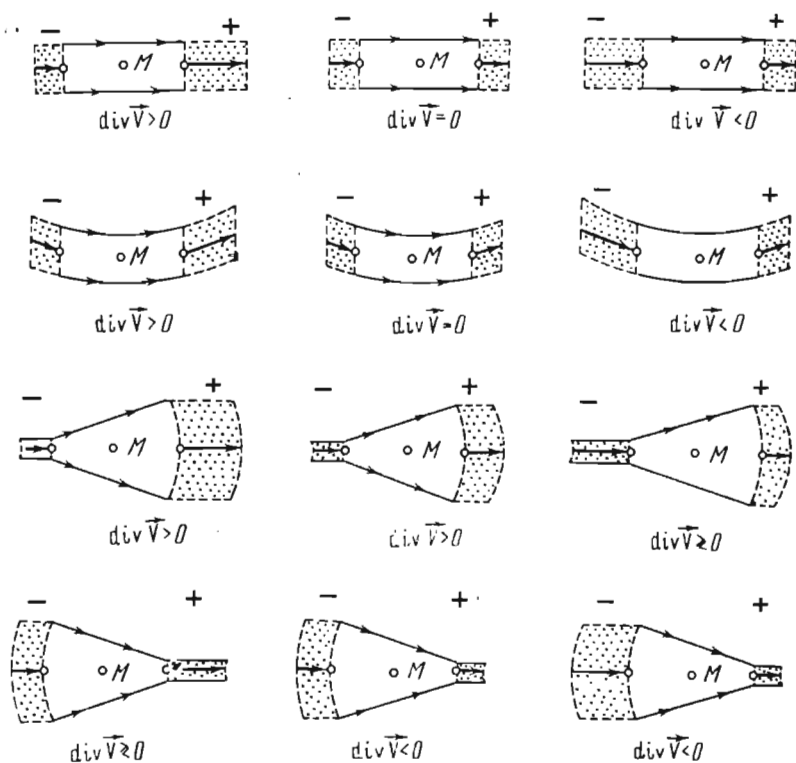 − + − + − +
M M M
div V⃗>0 div V⃗=0 div V⃗<0
− + − + − +
M M M
div V⃗>0 div V⃗=0 div V⃗<0
− + − + − +
M M M
div V⃗>0 div V⃗>0 div V⃗≷0
− + − + − +
M M M
div V⃗≷0 div V⃗<0 div V⃗<0